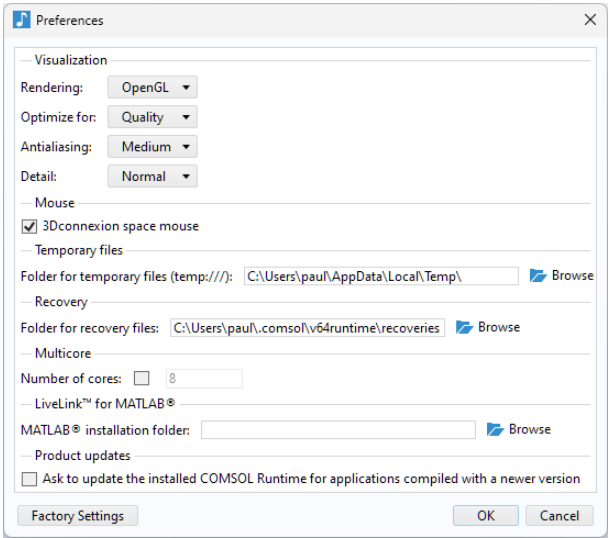 Preferences
Visualization
Rendering: OpenGL
Optimize for: Quality
Antialiasing: Medium
Detail: Normal
Mouse
3Dconnexion space mouse
Temporary files
Folder for temporary files (temp:///): C:\Users\paul\AppData\Local\Temp\ Browse
Recovery
Folder for recovery files: C:\Users\paul\.comsol\v64runtime\recoveries Browse
Multicore
Number of cores: 8
LiveLink™ for MATLAB®
MATLAB® installation folder: Browse
Product updates
Ask to update the installed COMSOL Runtime for applications compiled with a newer version
Factory Settings OK Cancel